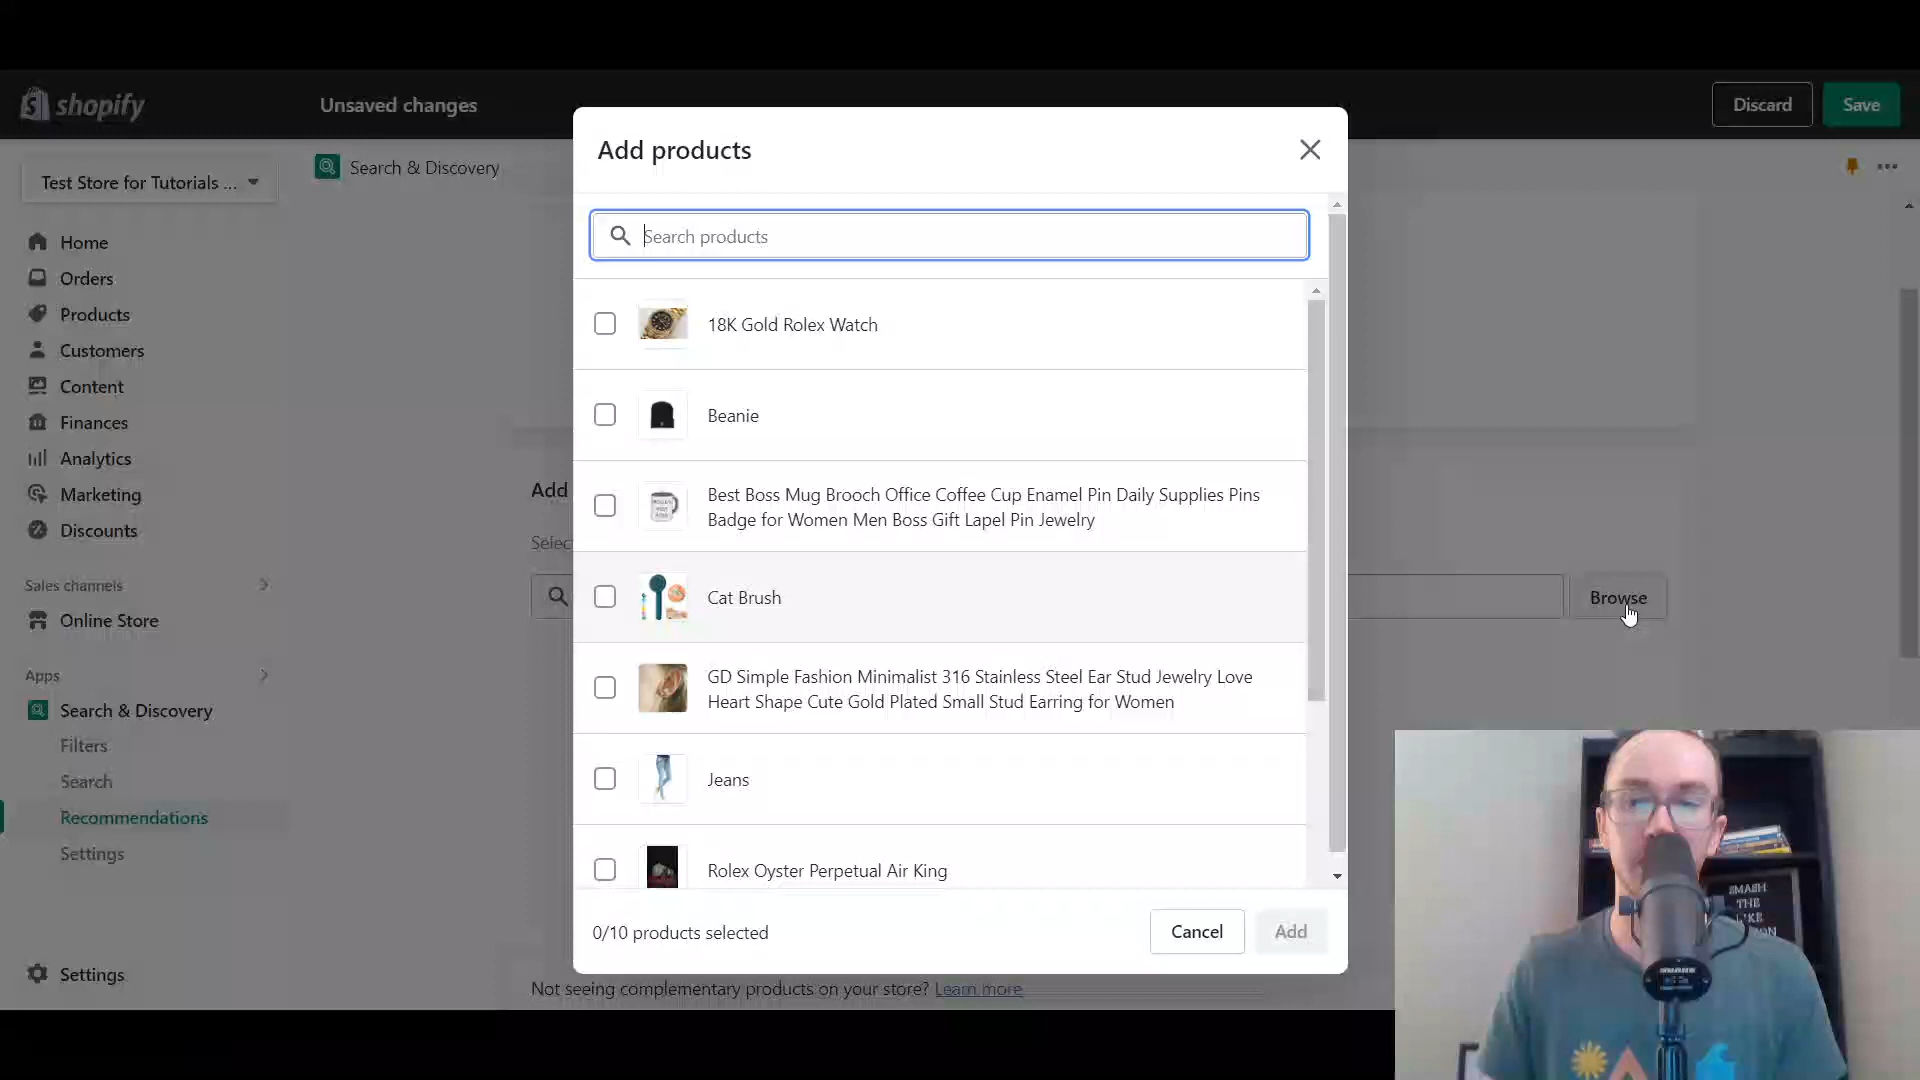 shopify
Unsaved changes
Discard
Save
Test Store for Tutorials ...
Search & Discovery
Home
Orders
Products
Customers
Content
Finances
Analytics
Marketing
Discounts
Sales channels
Online Store
Apps
Search & Discovery
Filters
Search
Recommendations
Settings
Settings
Add products
Search products
18K Gold Rolex Watch
Beanie
Best Boss Mug Brooch Office Coffee Cup Enamel Pin Daily Supplies Pins
Badge for Women Men Boss Gift Lapel Pin Jewelry
Cat Brush
GD Simple Fashion Minimalist 316 Stainless Steel Ear Stud Jewelry Love
Heart Shape Cute Gold Plated Small Stud Earring for Women
Jeans
Rolex Oyster Perpetual Air King
0/10 products selected
Cancel
Add
Add
Selec
Browse
Not seeing complementary products on your store? Learn more
SMASH
THE
SHURE